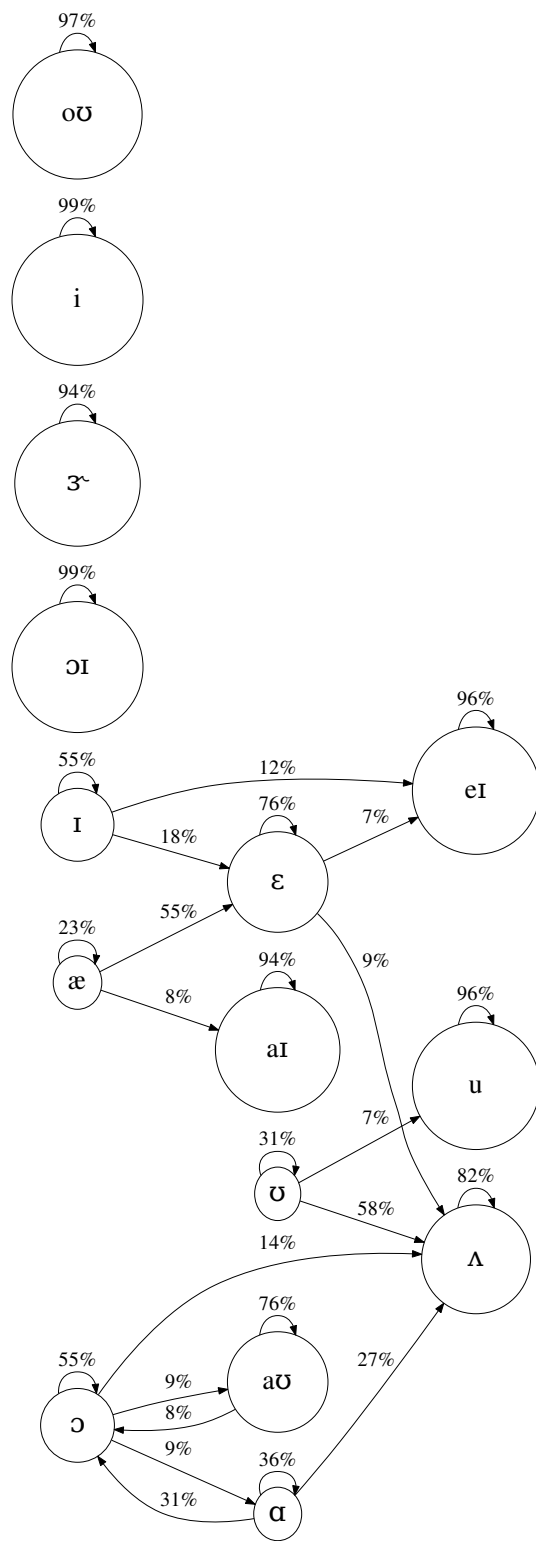 97%
oʊ
99%
i
94%
ɝ
99%
ɔɪ
96%
55%
12%
eɪ
76%
ɪ
7%
18%
ɛ
55%
23%
9%
94%
æ
96%
8%
aɪ
u
7%
31%
82%
ʊ
58%
14%
ʌ
76%
27%
55%
9%
aʊ
8%
ɔ
9%
36%
31%
ɑ